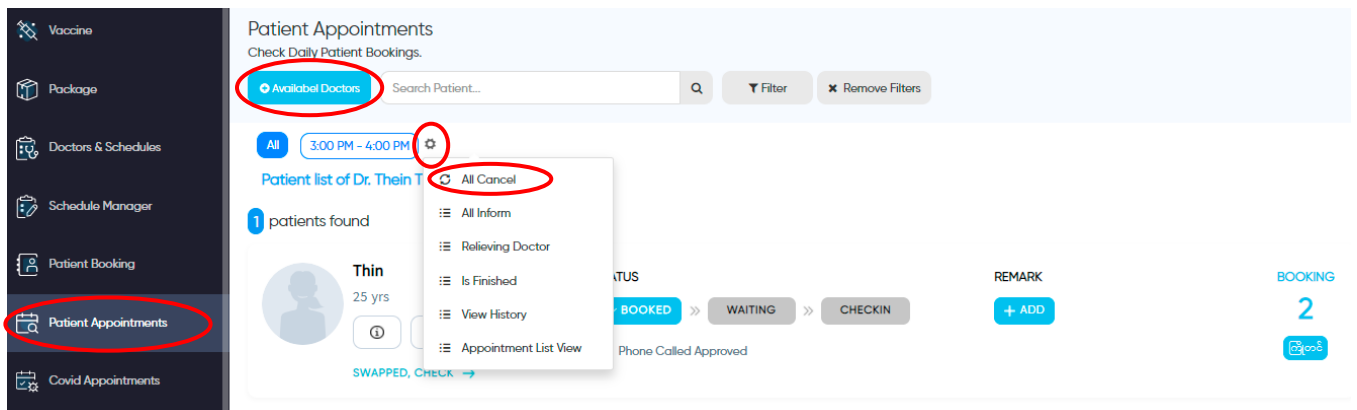 Vaccine
Package
Doctors & Schedules
Schedule Manager
Patient Booking
Patient Appointments
Covid Appointments
Patient Appointments
Check Daily Patient Bookings.
Availabel Doctors
Search Patient...
Filter
Remove Filters
All
3:00 PM - 4:00 PM
Patient list of Dr. Thein T
1 patients found
All Cancel
All Inform
Relieving Doctor
Is Finished
View History
Appointment List View
Thin
25 yrs
SWAPPED, CHECK
ATUS
BOOKED
WAITING
CHECKIN
Phone Called Approved
REMARK
+ ADD
BOOKING
2
ကြိုတင်